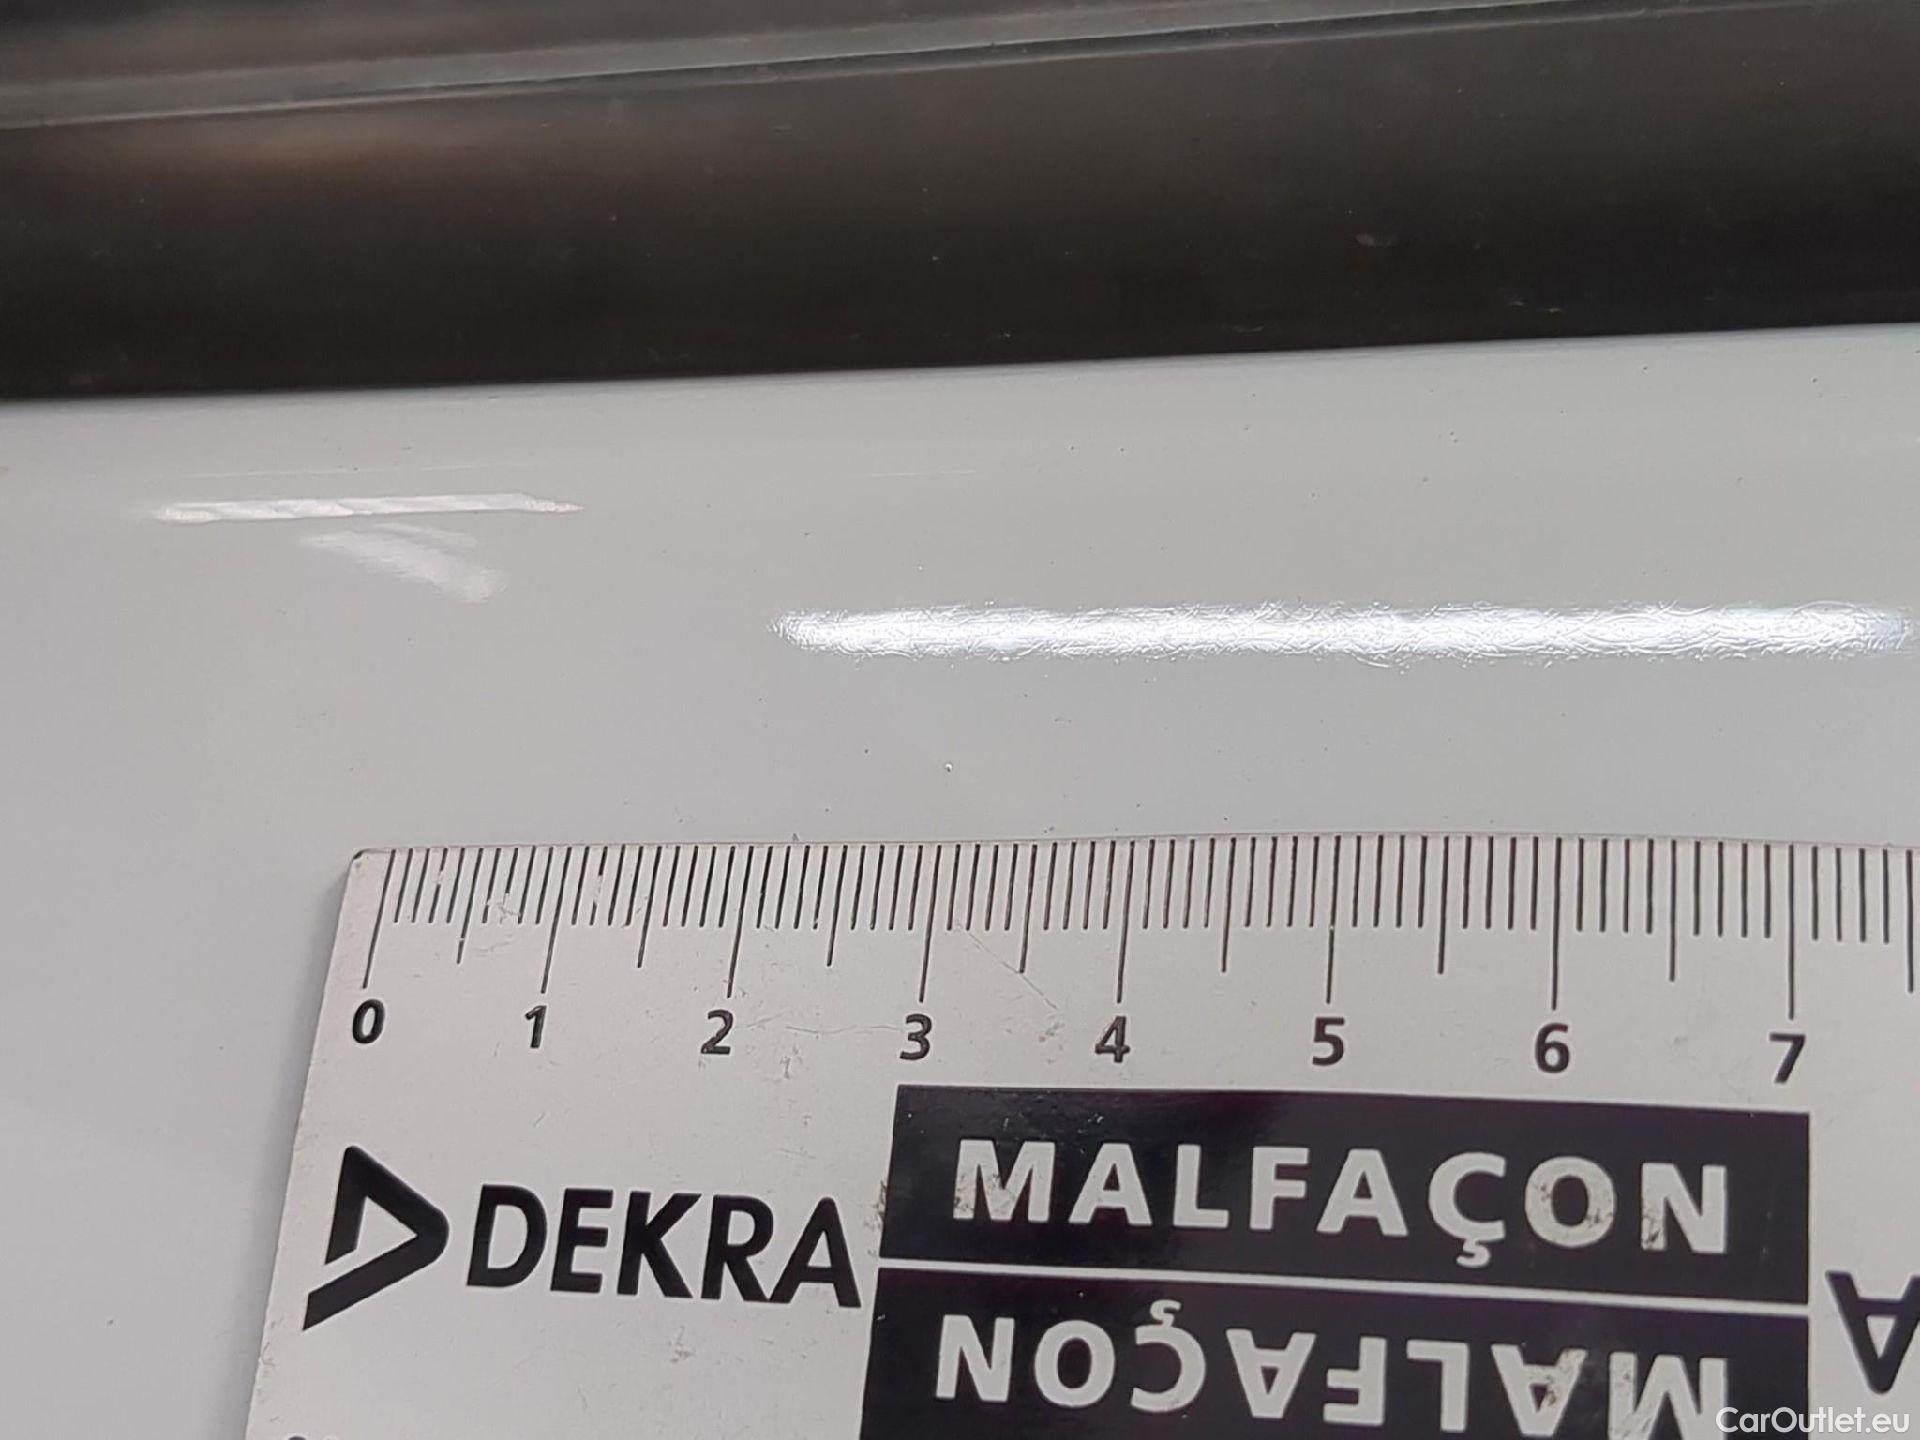 0 1 2 3 4 5 6 7
DEKRA
MALFAÇON
MALFAÇON
CarOutlet.eu